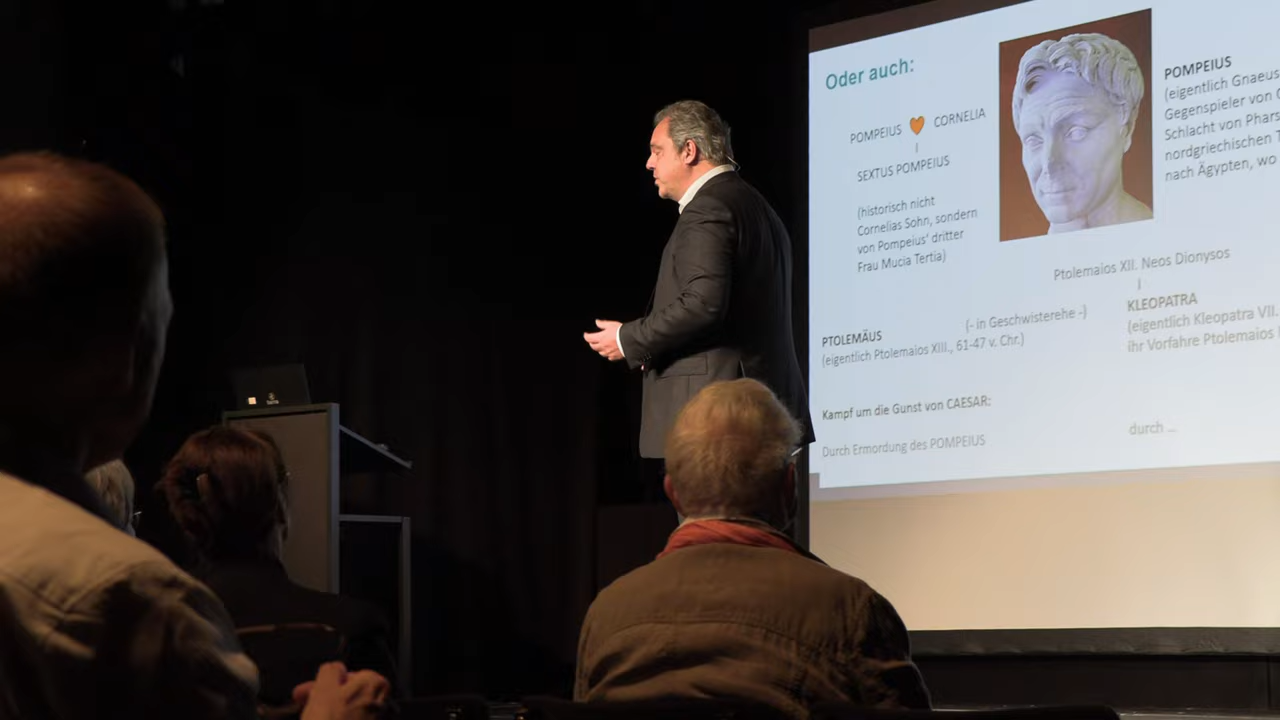 Oder auch:
POMPEIUS 🧡 CORNELIA
SEXTUS POMPEIUS
(historisch nicht
Cornelias Sohn, sondern
von Pompeius' dritter
Frau Mucia Tertia)
POMPEIUS
(eigentlich Gnaeus
Gegenspieler von
Schlacht von Phars
nordgriechischen T
nach Ägypten, wo
Ptolemaios XII. Neos Dionysos
(- in Geschwisterehe -)
PTOLEMÄUS
(eigentlich Ptolemaios XIII., 61-47 v. Chr.)
KLEOPATRA
(eigentlich Kleopatra VII.
ihr Vorfahre Ptolemaios
Kampf um die Gunst von CAESAR:
Durch Ermordung des POMPEIUS
durch ...